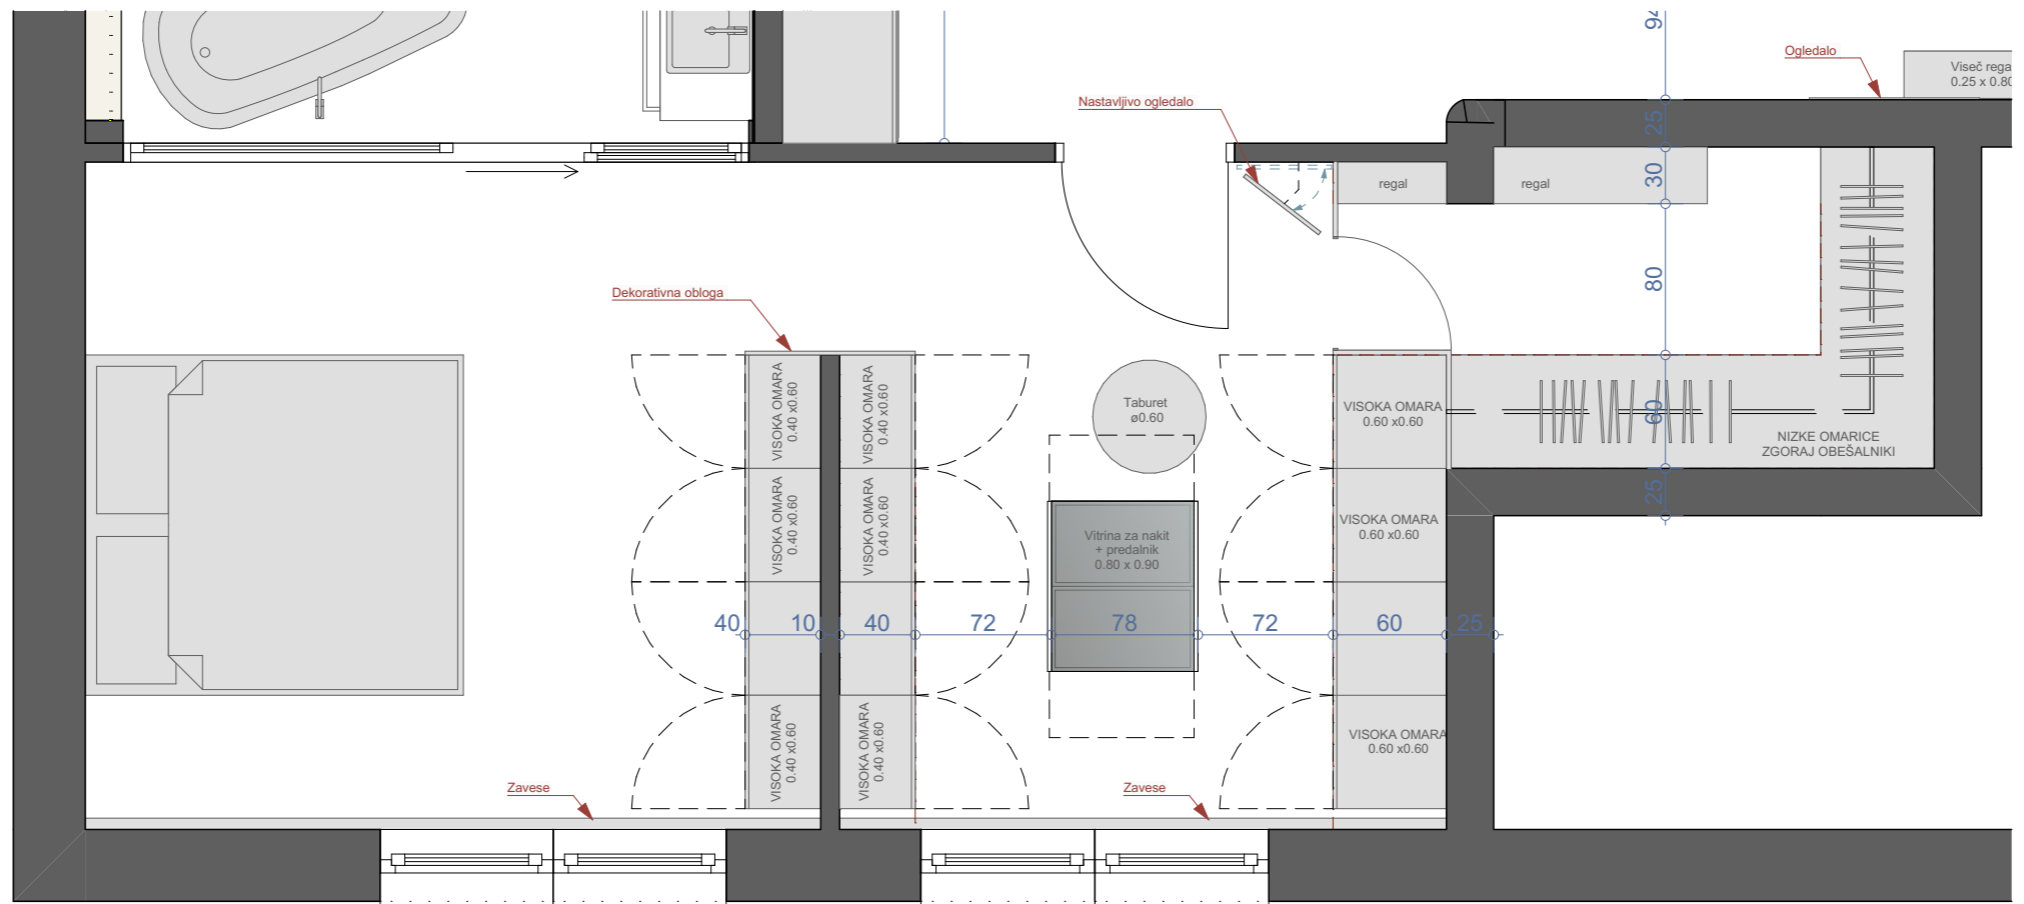 94
Ogledalo
Viseč rega
0.25 x 0.80
Nastavljivo ogledalo
25
regal
regal
30
80
Dekorativna obloga
VISOKA OMARA
0.40 x0.60
VISOKA OMARA
0.40 x0.60
Taburet
ø0.60
VISOKA OMARA
0.60 x0.60
60
NIZKE OMARICE
ZGORAJ OBEŠALNIKI
VISOKA OMARA
0.40 x0.60
VISOKA OMARA
0.40 x0.60
Vitrina za nakit
+ predalnik
0.80 x 0.90
VISOKA OMARA
0.60 x0.60
25
40
10
40
72
78
72
60
25
VISOKA OMARA
0.40 x0.60
VISOKA OMARA
0.40 x0.60
VISOKA OMARA
0.60 x0.60
Zavese
Zavese